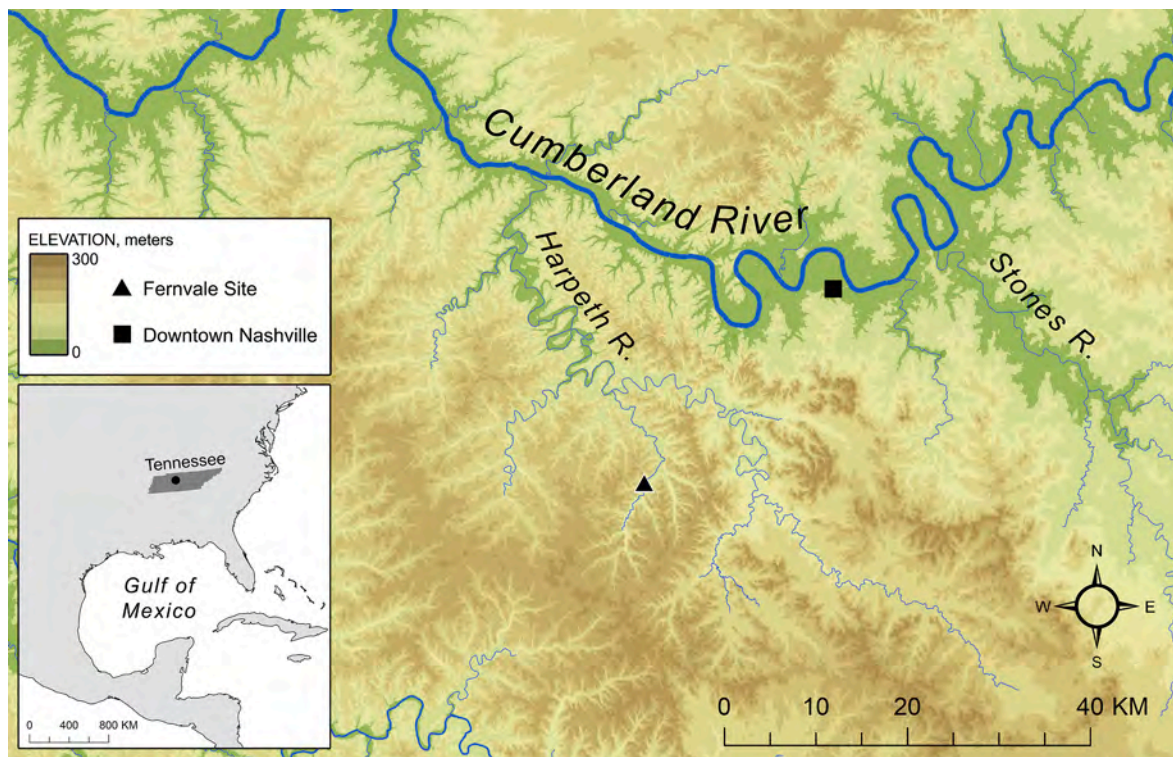 Cumberland River
Harpeth R.
Stones R.
ELEVATION, meters
300
0
Fernvale Site
Downtown Nashville
Tennessee
Gulf of
Mexico
0 400 800 KM
N
W E
S
0 10 20 40 KM